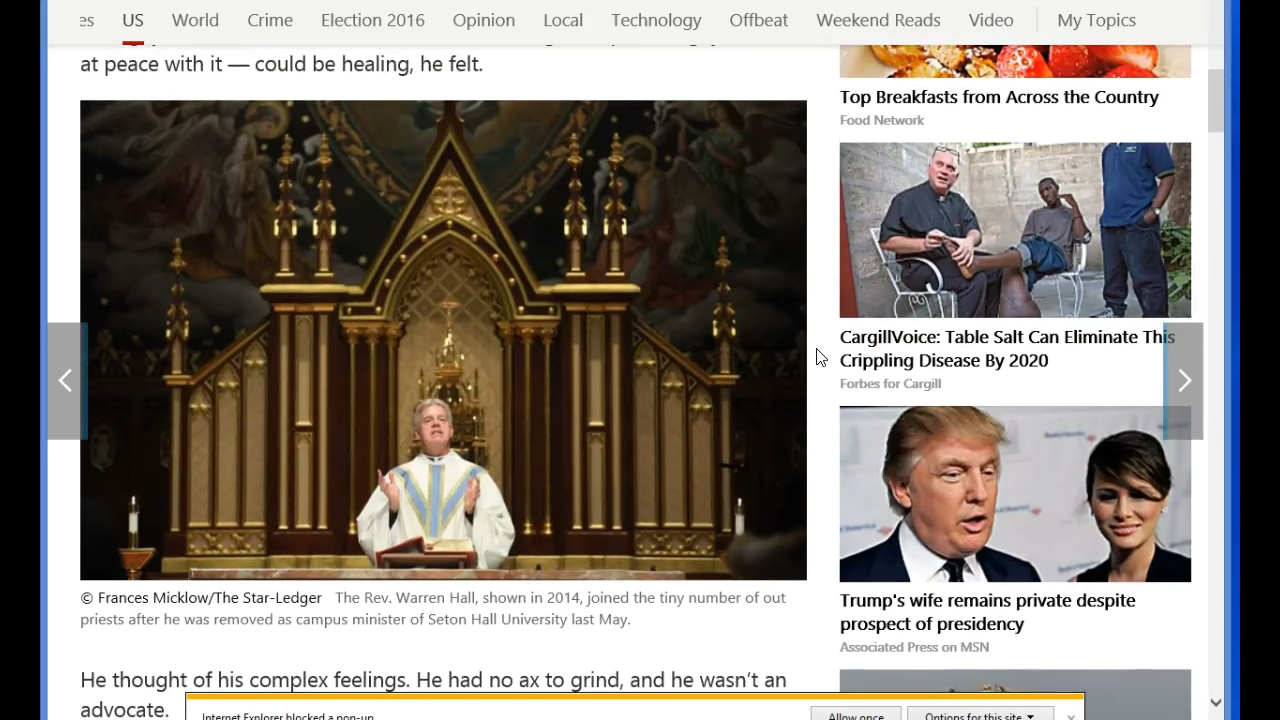 es US World Crime Election 2016 Opinion Local Technology Offbeat Weekend Reads Video My Topics
at peace with it — could be healing, he felt.
© Frances Micklow/The Star-Ledger The Rev. Warren Hall, shown in 2014, joined the tiny number of out
priests after he was removed as campus minister of Seton Hall University last May.
He thought of his complex feelings. He had no ax to grind, and he wasn't an
advocate.
Top Breakfasts from Across the Country
Food Network
CargillVoice: Table Salt Can Eliminate This
Crippling Disease By 2020
Forbes for Cargill
Trump's wife remains private despite
prospect of presidency
Associated Press on MSN
Internet Explorer blocked a pop-up
Allow once
Options for this site